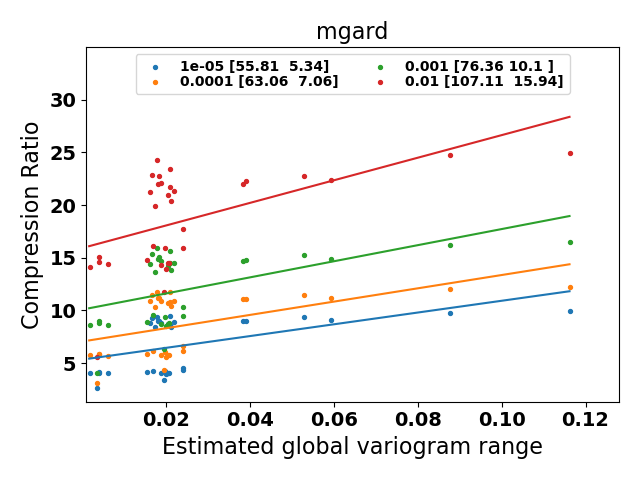 mgard
1e-05 [55.81  5.34]
0.0001 [63.06  7.06]
0.001 [76.36 10.1 ]
0.01 [107.11  15.94]
Compression Ratio
30
25
20
15
10
5
0.02 0.04 0.06 0.08 0.10 0.12
Estimated global variogram range